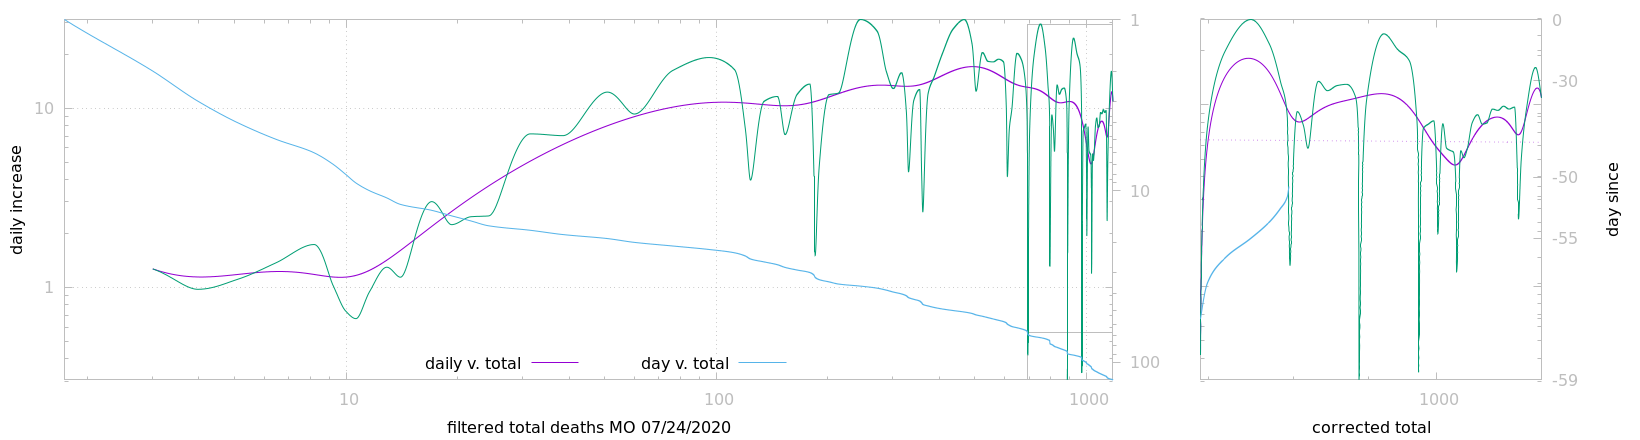 10
1
daily increase
daily v. total
day v. total
1
10
100
10
100
1000
filtered total deaths MO 07/24/2020
0
-30
-50
-55
-59
day since
1000
corrected total